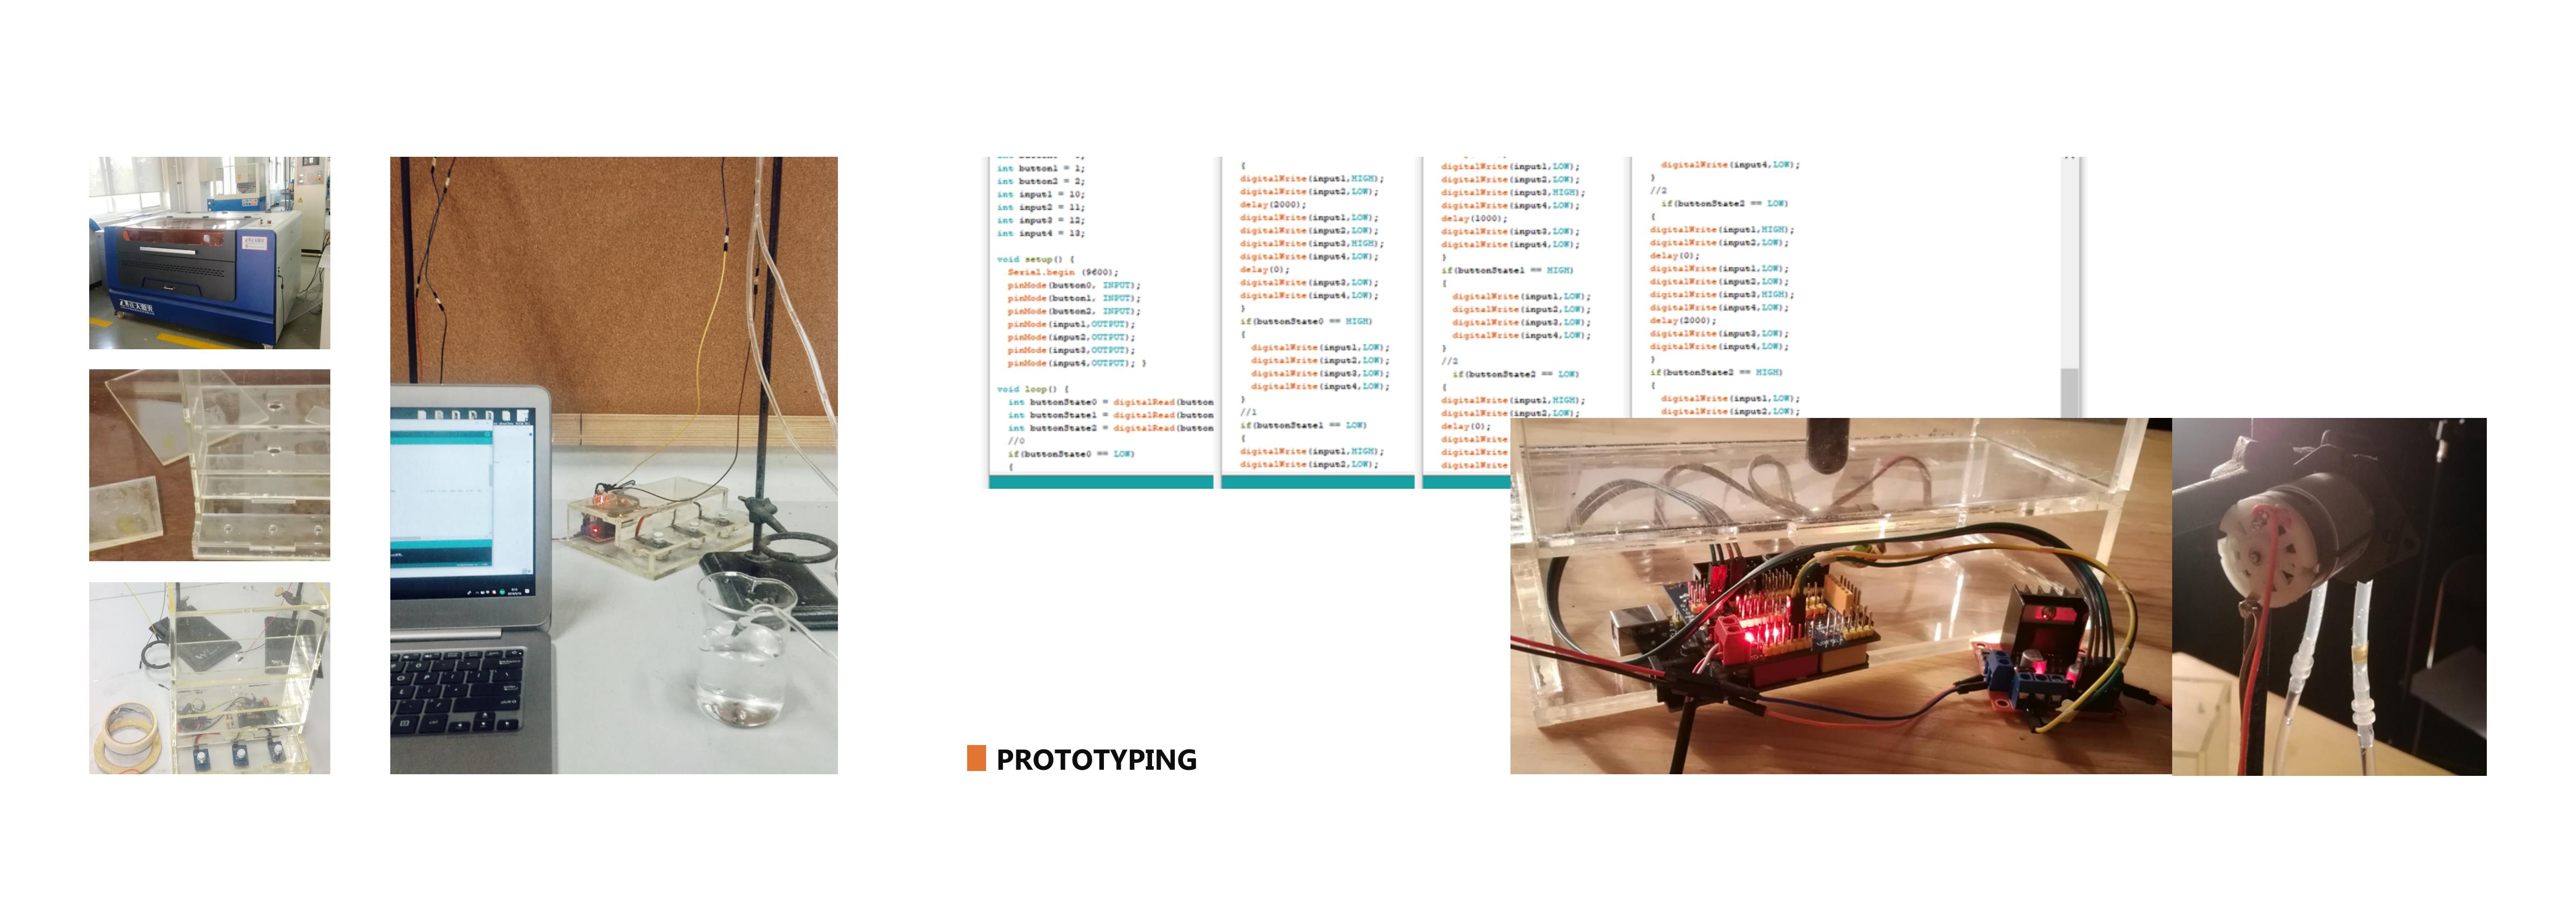 int button1 = 1;
int button2 = 2;
int input1 = 10;
int input2 = 11;
int input3 = 12;
int input4 = 13;
void setup() {
Serial.begin (9600);
pinMode(button0, INPUT);
pinMode(button1, INPUT);
pinMode(button2, INPUT);
pinMode(input1,OUTPUT);
pinMode(input2,OUTPUT);
pinMode(input3,OUTPUT);
pinMode(input4,OUTPUT); }
void loop() {
int buttonState0 = digitalRead(button
int buttonState1 = digitalRead(button
int buttonState2 = digitalRead(button
//0
if(buttonState0 == LOW)
{
{
digitalWrite(input1,HIGH);
digitalWrite(input2,LOW);
delay(2000);
digitalWrite(input1,LOW);
digitalWrite(input2,LOW);
digitalWrite(input3,HIGH);
digitalWrite(input4,LOW);
delay(0);
digitalWrite(input3,LOW);
digitalWrite(input4,LOW);
}
if(buttonState0 == HIGH)
{
digitalWrite(input1,LOW);
digitalWrite(input2,LOW);
digitalWrite(input3,LOW);
digitalWrite(input4,LOW);
}
//1
if(buttonState1 == LOW)
{
digitalWrite(input1,HIGH);
digitalWrite(input2,LOW);
digitalWrite(input1,LOW);
digitalWrite(input2,LOW);
digitalWrite(input3,HIGH);
digitalWrite(input4,LOW);
delay(1000);
digitalWrite(input3,LOW);
digitalWrite(input4,LOW);
}
if(buttonState1 == HIGH)
{
digitalWrite(input1,LOW);
digitalWrite(input2,LOW);
digitalWrite(input3,LOW);
digitalWrite(input4,LOW);
}
//2
if(buttonState2 == LOW)
{
digitalWrite(input1,HIGH);
digitalWrite(input2,LOW);
delay(0);
digitalWrite
digitalWrite
digitalWrite
digitalWrite(input4,LOW);
}
//2
if(buttonState2 == LOW)
{
digitalWrite(input1,HIGH);
digitalWrite(input2,LOW);
delay(0);
digitalWrite(input1,LOW);
digitalWrite(input2,LOW);
digitalWrite(input3,HIGH);
digitalWrite(input4,LOW);
delay(2000);
digitalWrite(input3,LOW);
digitalWrite(input4,LOW);
}
if(buttonState2 == HIGH)
{
digitalWrite(input1,LOW);
digitalWrite(input2,LOW);
PROTOTYPING